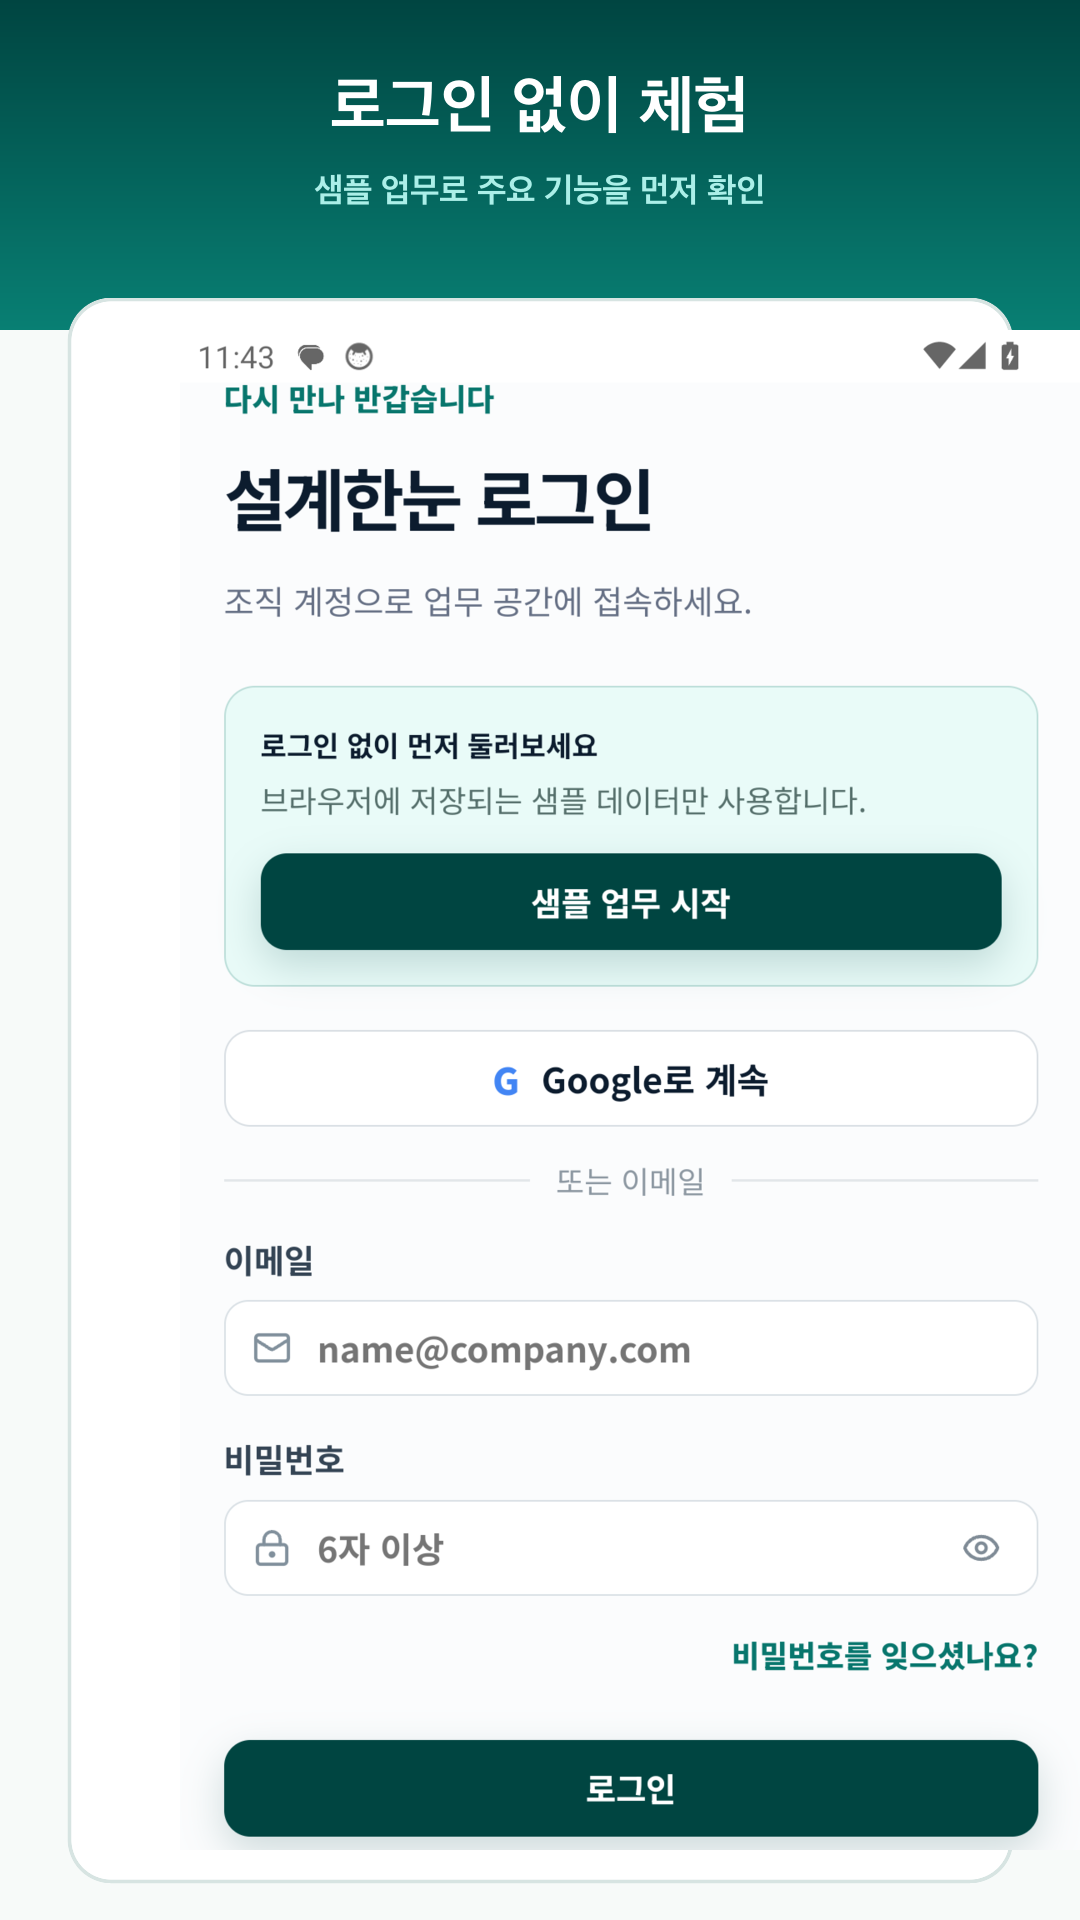 로그인 없이 체험
샘플 업무로 주요 기능을 먼저 확인
11:43
다시 만나 반갑습니다
설계한눈 로그인
조직 계정으로 업무 공간에 접속하세요.
로그인 없이 먼저 둘러보세요
브라우저에 저장되는 샘플 데이터만 사용합니다.
샘플 업무 시작
G Google로 계속
또는 이메일
이메일
name@company.com
비밀번호
6자 이상
비밀번호를 잊으셨나요?
로그인